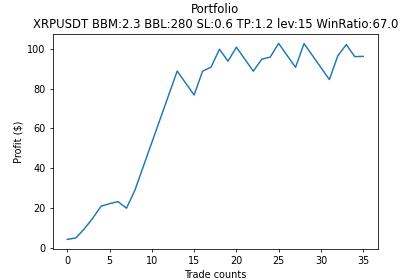 Portfolio
XRPUSDT BBM:2.3 BBL:280 SL:0.6 TP:1.2 lev:15 WinRatio:67.0
100
80
60
40
20
0
Profit ($)
0 5 10 15 20 25 30 35
Trade counts